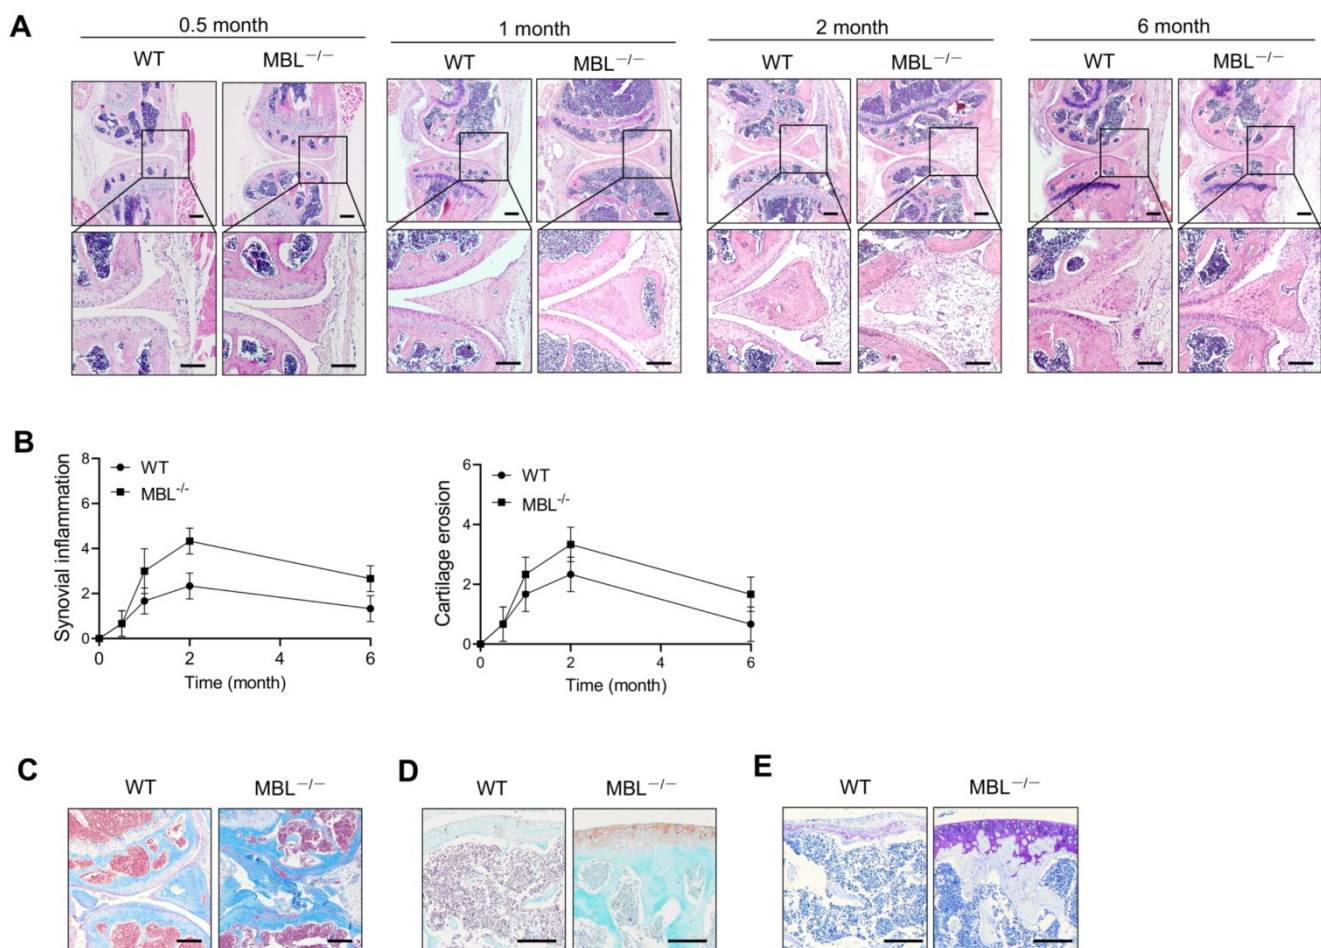 A
0.5 month
1 month
2 month
6 month
WT
MBL−/−
WT
MBL−/−
WT
MBL−/−
WT
MBL−/−
B
Synovial inflammation
8
6
4
2
0
0
2
4
6
Time (month)
WT
MBL-/-
Cartilage erosion
6
4
2
0
0
2
4
6
Time (month)
WT
MBL-/-
C
WT
MBL−/−
D
WT
MBL−/−
E
WT
MBL−/−